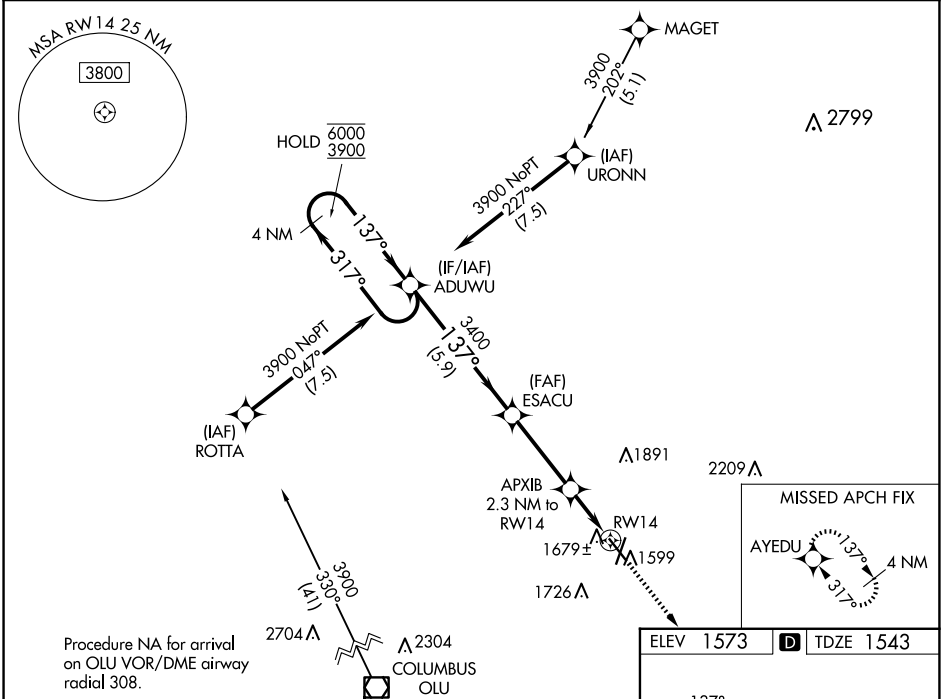 MSA RW14 25 NM
3800
MAGET
3900
202°
(5.1)
2799
HOLD 6000
3900
(IAF)
URONN
3900 NoPT
227°
(7.5)
4 NM
137°
317°
(IF/IAF)
ADUWU
3400
137°
(5.9)
3900 NoPT
047°
(7.5)
(IAF)
ROTTA
(FAF)
ESACU
1891
2209
APXIB
2.3 NM to
RW14
RW14
1679±
1599
1726
MISSED APCH FIX
AYEDU
137°
317°
4 NM
3900
330°
(41)
2704
2304
COLUMBUS
OLU
Procedure NA for arrival
on OLU VOR/DME airway
radial 308.
ELEV 1573 D TDZE 1543